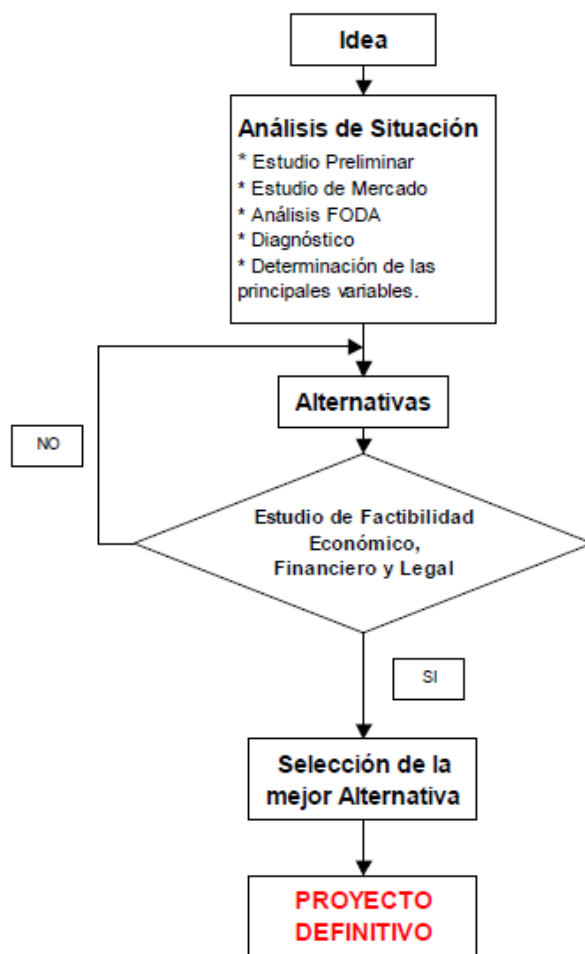 Idea
Análisis de Situación
* Estudio Preliminar
* Estudio de Mercado
* Análisis FODA
* Diagnóstico
* Determinación de las
principales variables.
Alternativas
NO
Estudio de Factibilidad
Económico,
Financiero y Legal
SI
Selección de la
mejor Alternativa
PROYECTO
DEFINITIVO